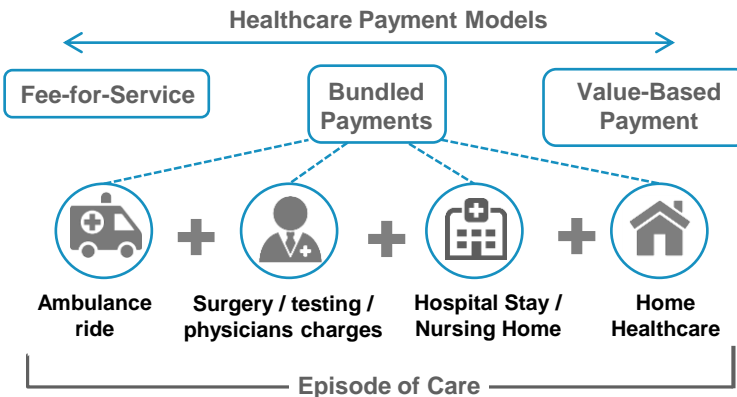 Healthcare Payment Models
Fee-for-Service
Bundled
Payments
Value-Based
Payment
Ambulance
ride
Surgery / testing /
physicians charges
Hospital Stay /
Nursing Home
Home
Healthcare
Episode of Care